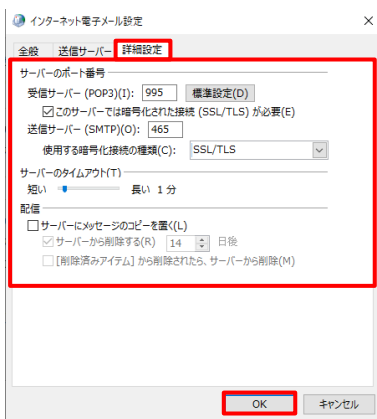 インターネット電子メール設定
全般 送信サーバー 詳細設定
サーバーのポート番号
受信サーバー (POP3)(I): 995 標準設定(D)
このサーバーでは暗号化された接続 (SSL/TLS) が必要(E)
送信サーバー (SMTP)(O): 465
使用する暗号化接続の種類(C): SSL/TLS
サーバーのタイムアウト(T)
短い 長い 1 分
配信
サーバーにメッセージのコピーを置く(L)
サーバーから削除する(R) 14 日後
[削除済みアイテム] から削除されたら、サーバーから削除(M)
OK キャンセル